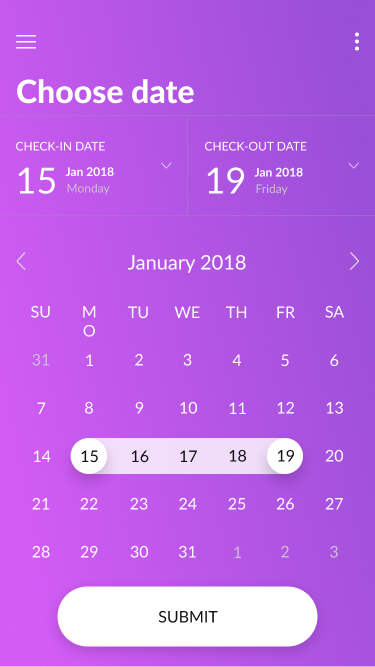 Choose date
CHECK-IN DATE
15 Jan 2018
Monday
CHECK-OUT DATE
19 Jan 2018
Friday
January 2018
SU MO TU WE TH FR SA
31 1 2 3 4 5 6
7 8 9 10 11 12 13
14 15 16 17 18 19 20
21 22 23 24 25 26 27
28 29 30 31 1 2 3
SUBMIT